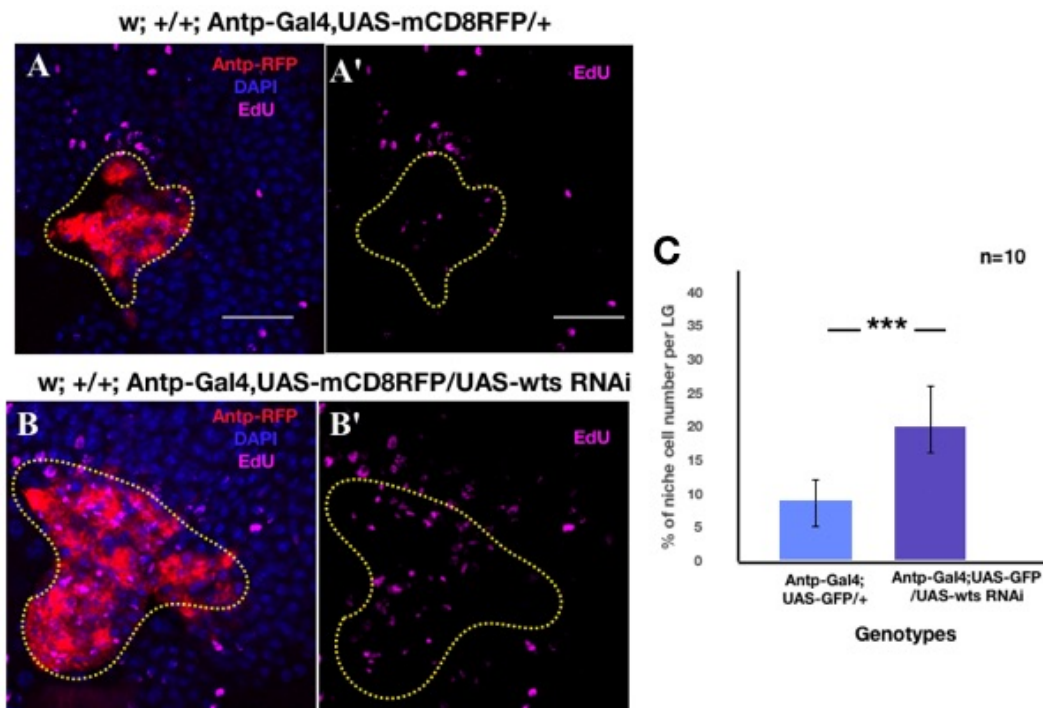 w; +/+; Antp-Gal4,UAS-mCD8RFP/+
A
Antp-RFP
DAPI
EdU
A'
EdU
w; +/+; Antp-Gal4,UAS-mCD8RFP/UAS-wts RNAi
B
Antp-RFP
DAPI
EdU
B'
EdU
C
n=10
% of niche cell number per LG
40
35
30
25
20
15
10
5
0
***
Antp-Gal4;
UAS-GFP/+
Antp-Gal4;UAS-GFP
/UAS-wts RNAi
Genotypes